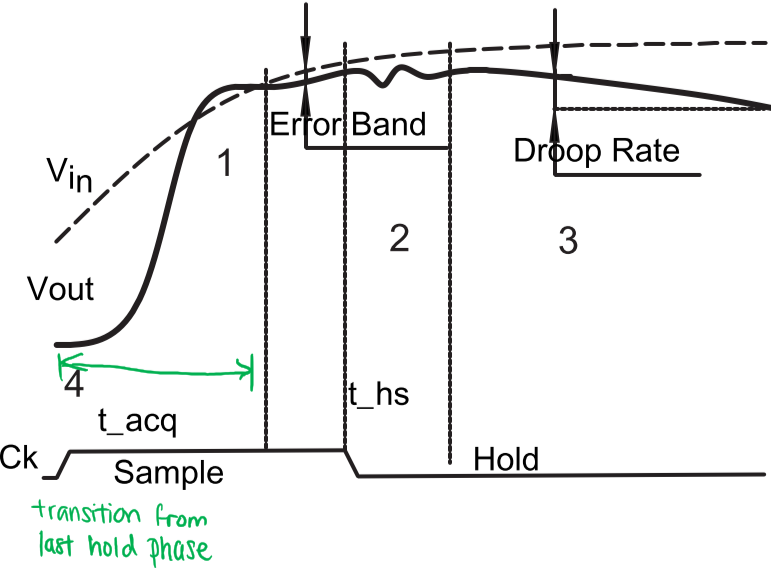 Error Band
Droop Rate
1
Vin
2
3
Vout
4
t_hs
t_acq
Ck
Sample
Hold
transition from
last hold phase